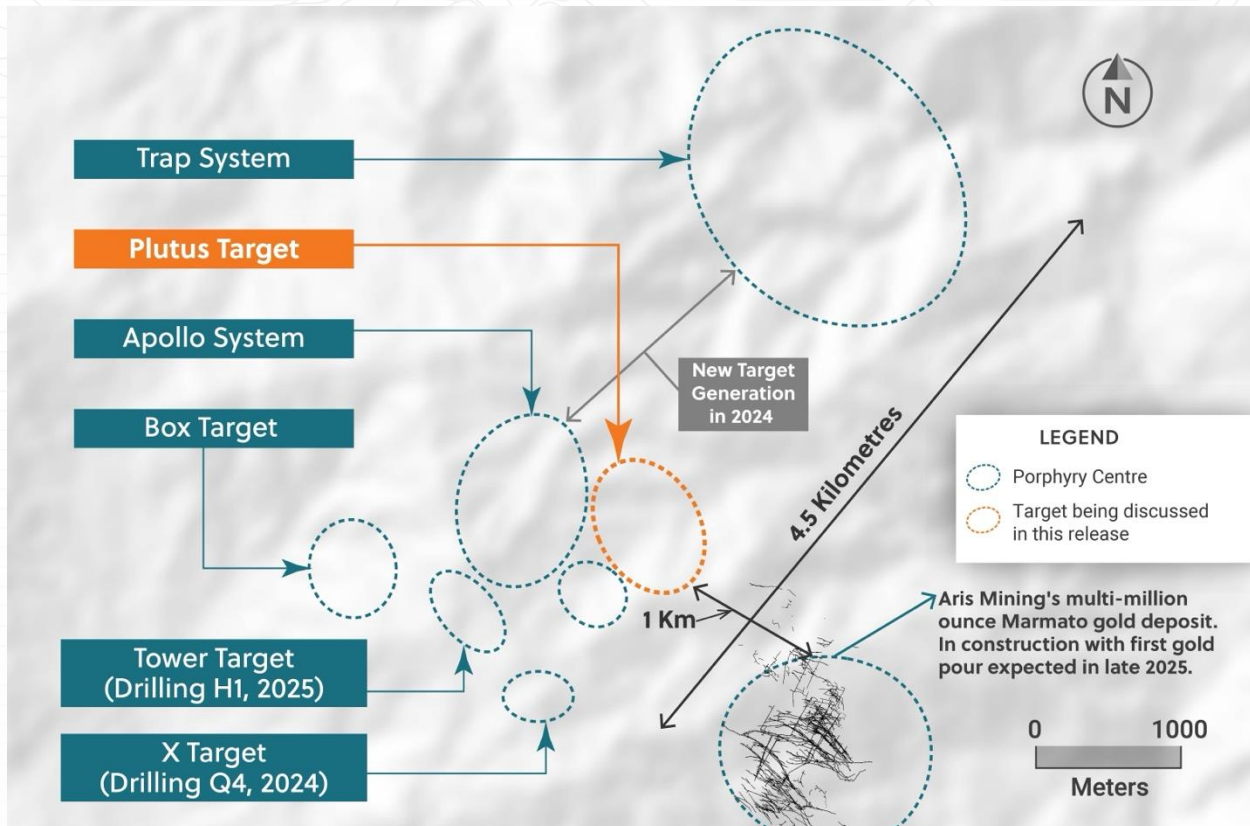 N
Trap System
Plutus Target
Apollo System
Box Target
Tower Target
(Drilling H1, 2025)
X Target
(Drilling Q4, 2024)
New Target
Generation
in 2024
4.5 Kilometres
1 Km
LEGEND
Porphyry Centre
Target being discussed
in this release
Aris Mining's multi-million
ounce Marmato gold deposit.
In construction with first gold
pour expected in late 2025.
0 1000
Meters